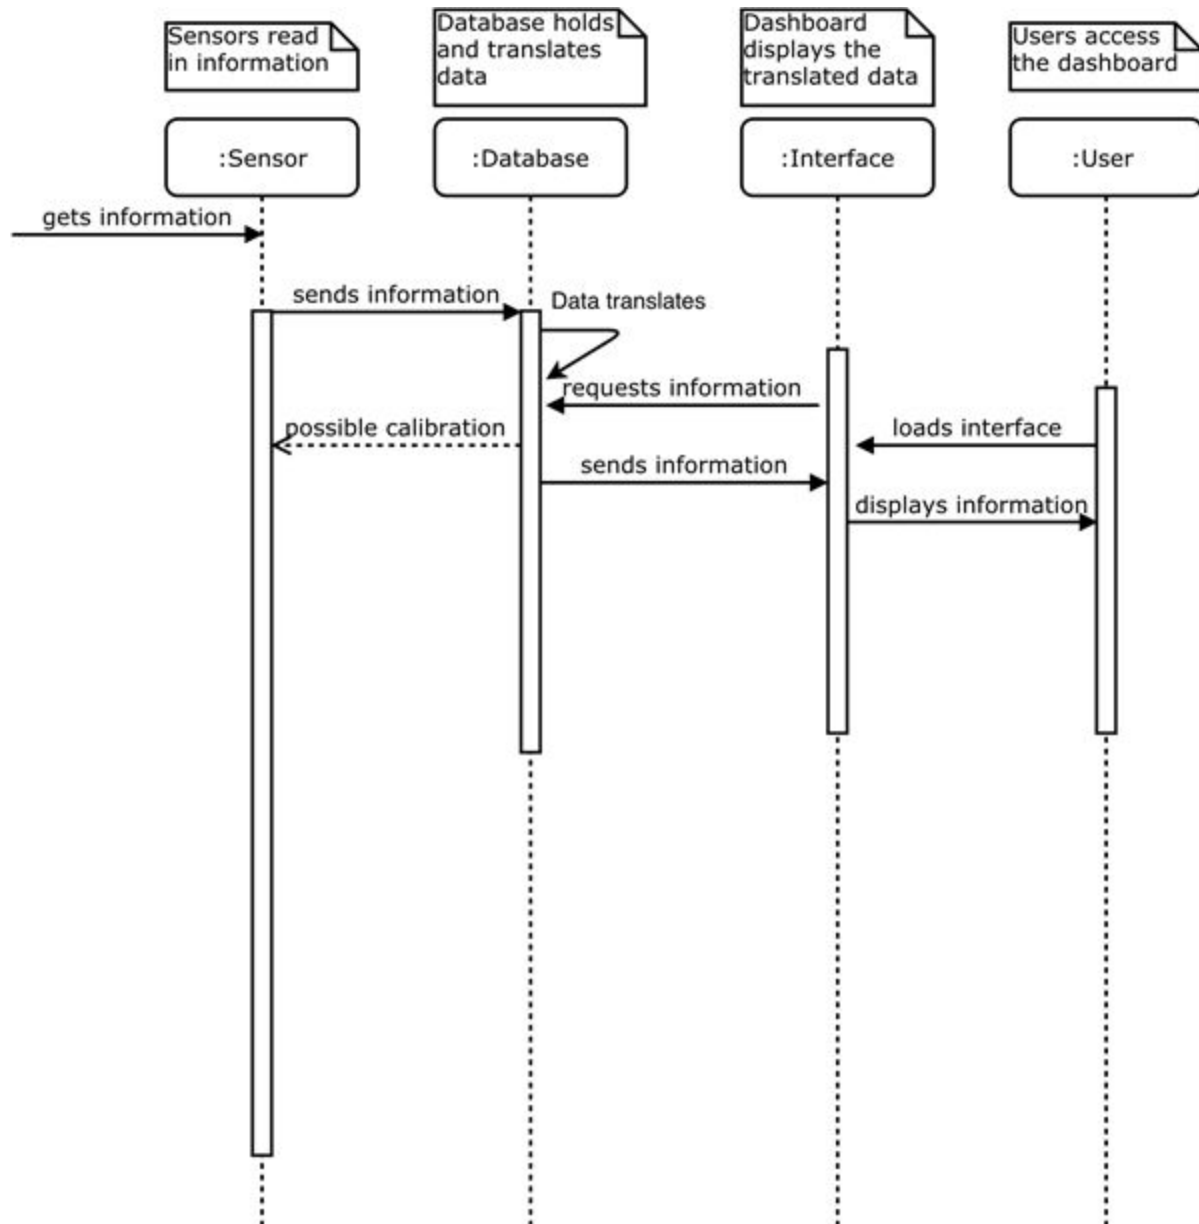 Sensors read
in information
Database holds
and translates
data
Dashboard
displays the
translated data
Users access
the dashboard
:Sensor
:Database
:Interface
:User
gets information
sends information
Data translates
requests information
possible calibration
loads interface
sends information
displays information